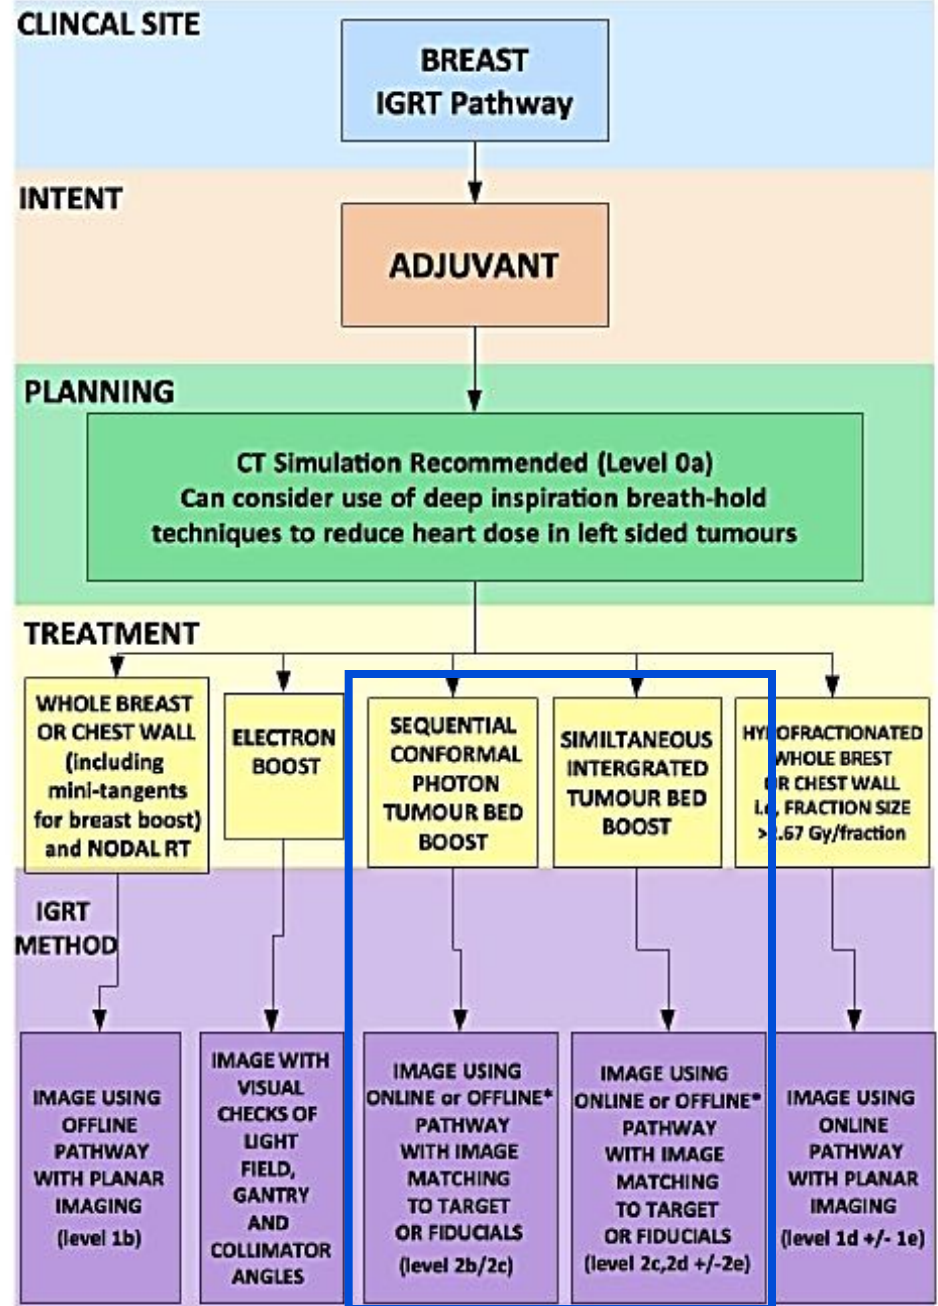 CLINCAL SITE
BREAST
IGRT Pathway
INTENT
ADJUVANT
PLANNING
CT Simulation Recommended (Level 0a)
Can consider use of deep inspiration breath-hold
techniques to reduce heart dose in left sided tumours
TREATMENT
WHOLE BREAST
OR CHEST WALL
(including
mini-tangents
for breast boost)
and NODAL RT
ELECTRON
BOOST
SEQUENTIAL
CONFORMAL
PHOTON
TUMOUR BED
BOOST
SIMILTANEOUS
INTERGRATED
TUMOUR BED
BOOST
HYPOFRACTIONATED
WHOLE BREST
OR CHEST WALL
i.e, FRACTION SIZE
>2.67 Gy/fraction
IGRT
METHOD
IMAGE USING
OFFLINE
PATHWAY
WITH PLANAR
IMAGING
(level 1b)
IMAGE WITH
VISUAL
CHECKS OF
LIGHT
FIELD,
GANTRY
AND
COLLIMATOR
ANGLES
IMAGE USING
ONLINE or OFFLINE*
PATHWAY
WITH IMAGE
MATCHING
TO TARGET
OR FIDUCIALS
(level 2b/2c)
IMAGE USING
ONLINE or OFFLINE*
PATHWAY
WITH IMAGE
MATCHING
TO TARGET
OR FIDUCIALS
(level 2c,2d +/-2e)
IMAGE USING
ONLINE
PATHWAY
WITH PLANAR
IMAGING
(level 1d +/- 1e)